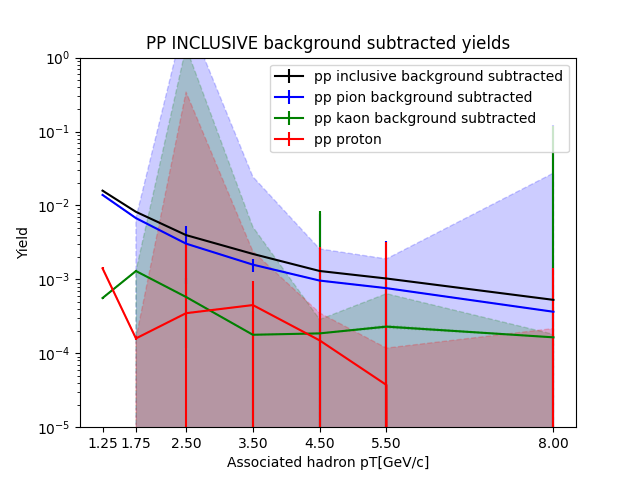 PP INCLUSIVE background subtracted yields
pp inclusive background subtracted
pp pion background subtracted
pp kaon background subtracted
pp proton
Yield
10^0
10^-1
10^-2
10^-3
10^-4
10^-5
1.25 1.75 2.50 3.50 4.50 5.50 8.00
Associated hadron pT[GeV/c]